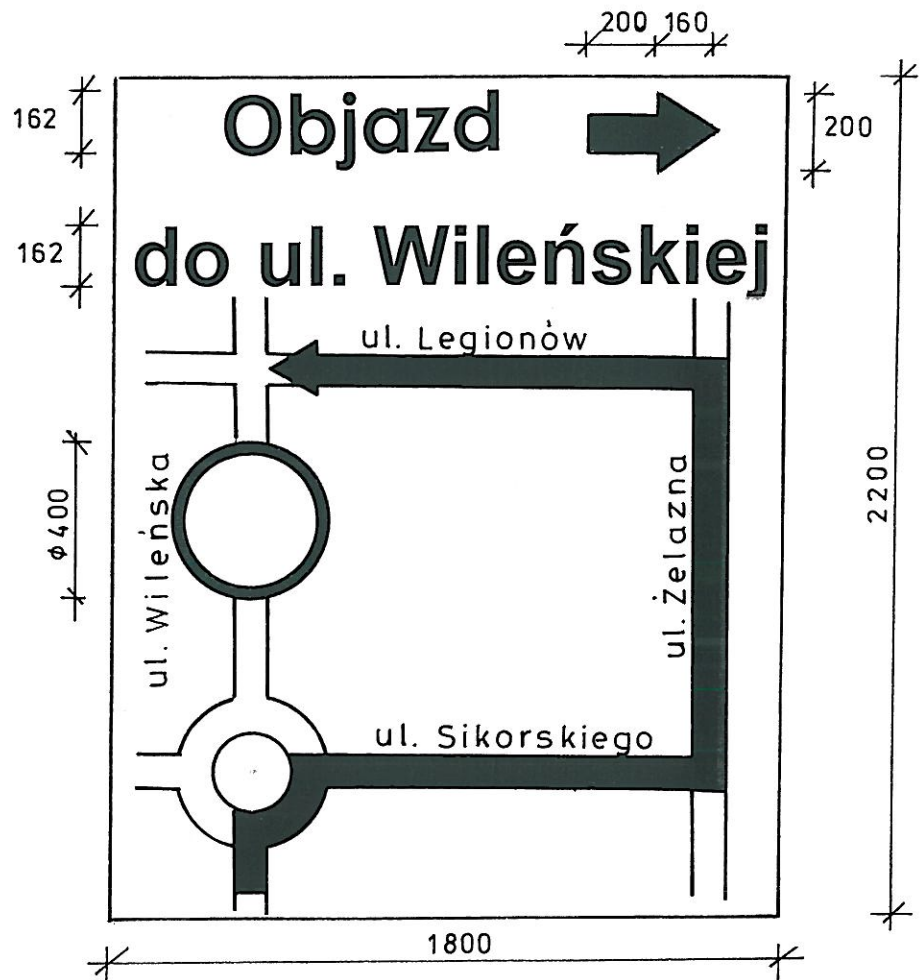 200 160
162
Objazd
200
162
do ul. Wileńskiej
ul. Legionów
ul. Wileńska
φ400
ul. Żelazna
2200
ul. Sikorskiego
1800